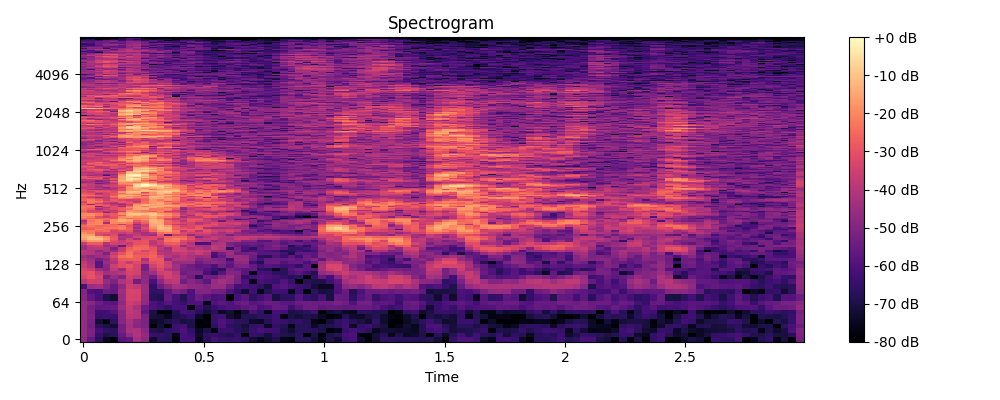 Spectrogram
Hz
4096
2048
1024
512
256
128
64
0
0
0.5
1
1.5
2
2.5
Time
+0 dB
-10 dB
-20 dB
-30 dB
-40 dB
-50 dB
-60 dB
-70 dB
-80 dB